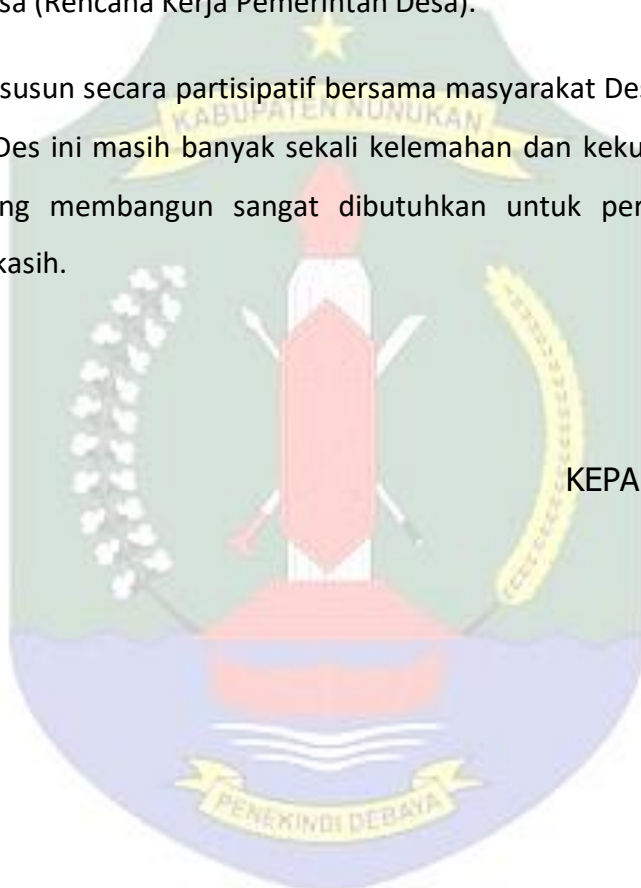 sa (Rencana Kerja Pemerintah Desa).
KABUPATEN NUNUKAN
susun secara partisipatif bersama masyarakat Des
Des ini masih banyak sekali kelemahan dan keku
ng membangun sangat dibutuhkan untuk per
kasih.
KEPA
PENEKINDI DEBAYA